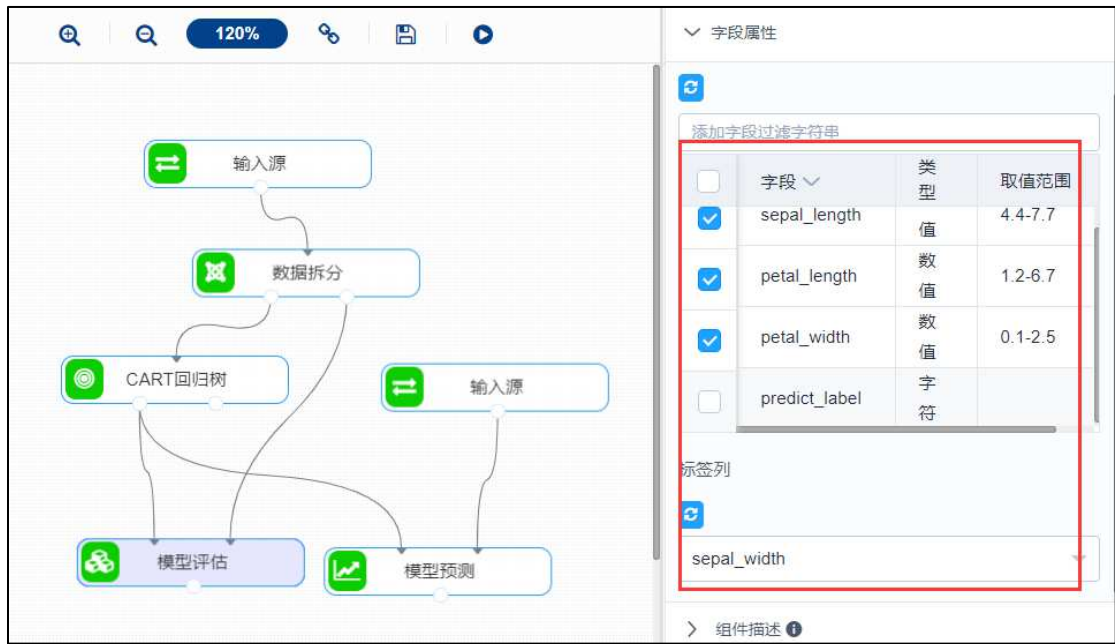 120%
输入源
数据拆分
CART回归树
输入源
模型评估
模型预测
字段属性
添加字段过滤字符串
字段 类型 取值范围
sepal_length 值 4.4-7.7
petal_length 数值 1.2-6.7
petal_width 数值 0.1-2.5
predict_label 字符
标签列
sepal_width
组件描述